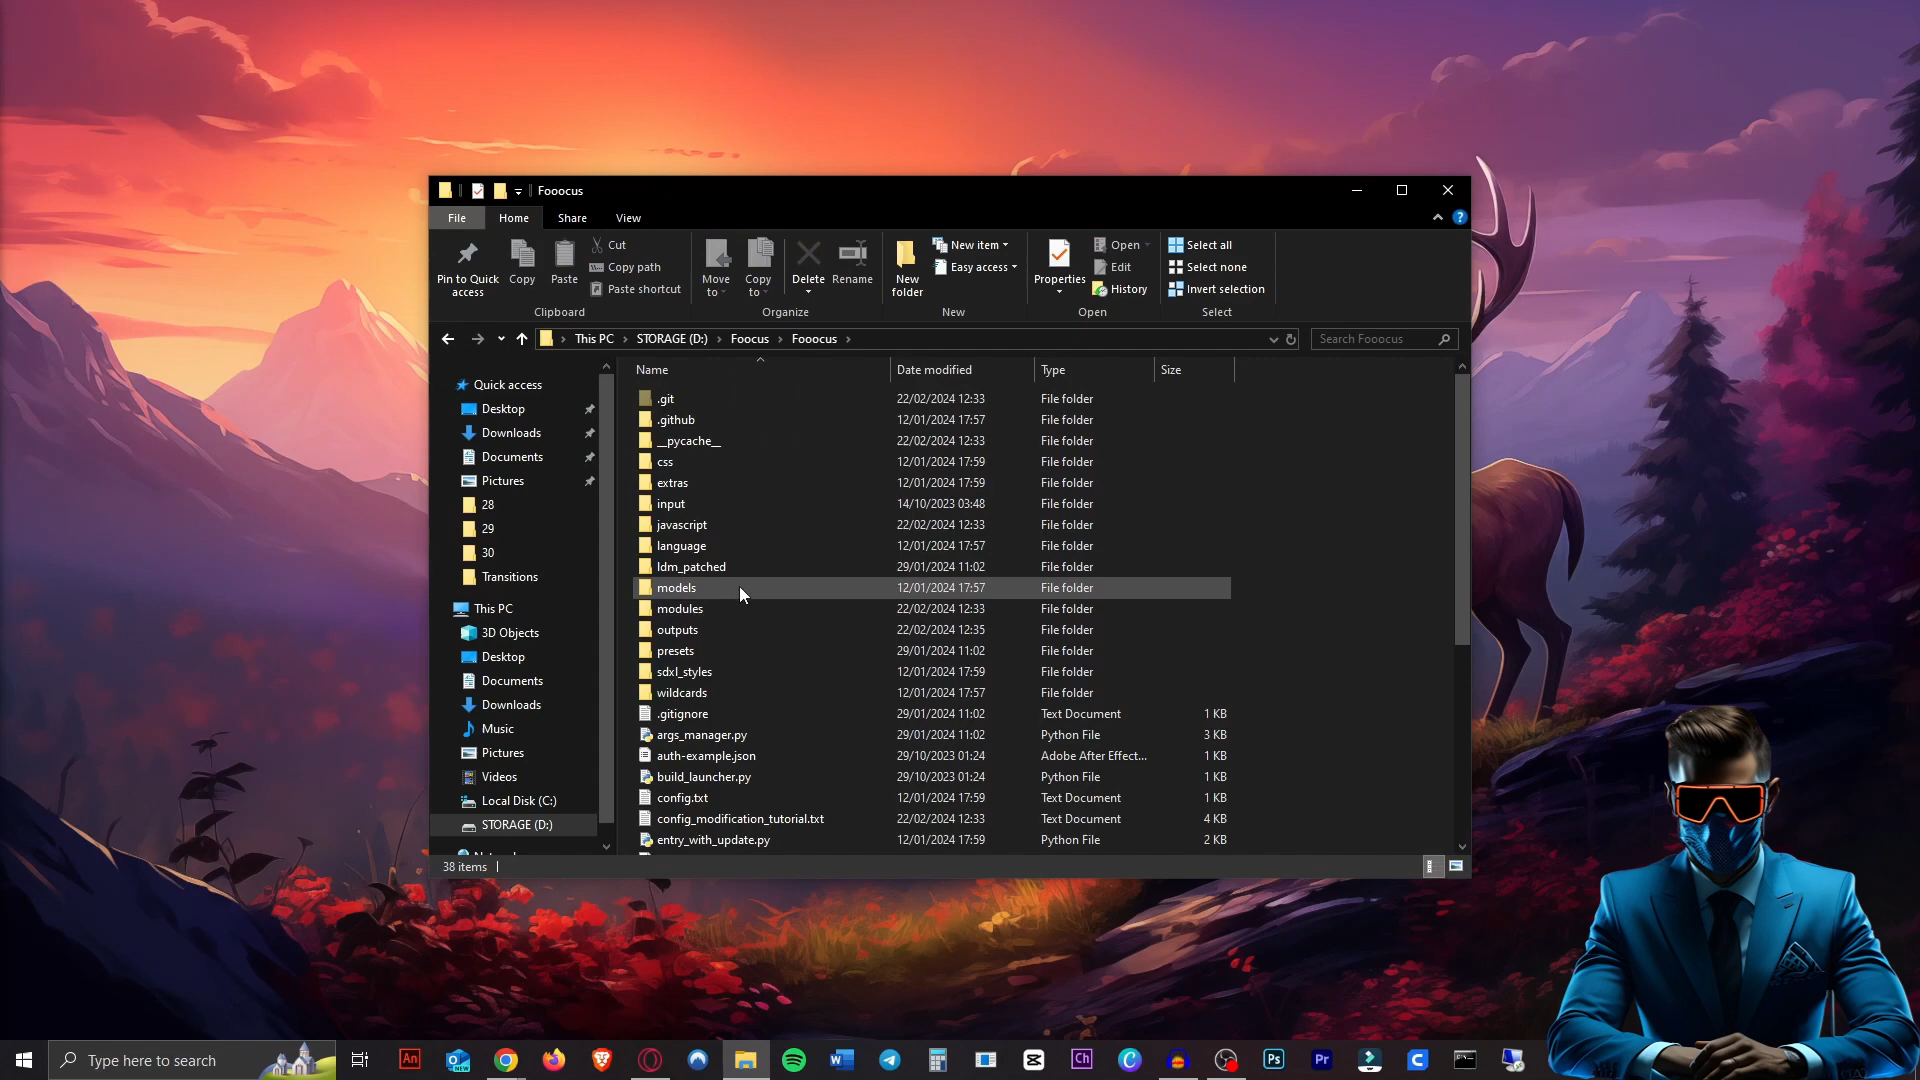 Fooocus
File Home Share View
Pin to Quick access
Copy
Paste
Cut
Copy path
Paste shortcut
Clipboard
Move to
Copy to
Delete
Rename
Organize
New folder
New item
Easy access
New
Properties
Open
Edit
History
Open
Select all
Select none
Invert selection
Select
This PC > STORAGE (D:) > Foocus > Fooocus >
Search Fooocus
Quick access
Desktop
Downloads
Documents
Pictures
28
29
30
Transitions
This PC
3D Objects
Desktop
Documents
Downloads
Music
Pictures
Videos
Local Disk (C:)
STORAGE (D:)
Name Date modified Type Size
.git 22/02/2024 12:33 File folder
.github 12/01/2024 17:57 File folder
__pycache__ 22/02/2024 12:33 File folder
css 12/01/2024 17:59 File folder
extras 12/01/2024 17:59 File folder
input 14/10/2023 03:48 File folder
javascript 22/02/2024 12:33 File folder
language 12/01/2024 17:57 File folder
ldm_patched 29/01/2024 11:02 File folder
models 12/01/2024 17:57 File folder
modules 22/02/2024 12:33 File folder
outputs 22/02/2024 12:35 File folder
presets 29/01/2024 11:02 File folder
sdxl_styles 12/01/2024 17:59 File folder
wildcards 12/01/2024 17:57 File folder
.gitignore 29/01/2024 11:02 Text Document 1 KB
args_manager.py 29/01/2024 11:02 Python File 3 KB
auth-example.json 29/10/2023 01:24 Adobe After Effect... 1 KB
build_launcher.py 29/10/2023 01:24 Python File 1 KB
config.txt 12/01/2024 17:59 Text Document 1 KB
config_modification_tutorial.txt 22/02/2024 12:33 Text Document 4 KB
entry_with_update.py 12/01/2024 17:59 Python File 2 KB
38 items
Type here to search
An
NEW
W
Ch
C
Ps
Pr
C